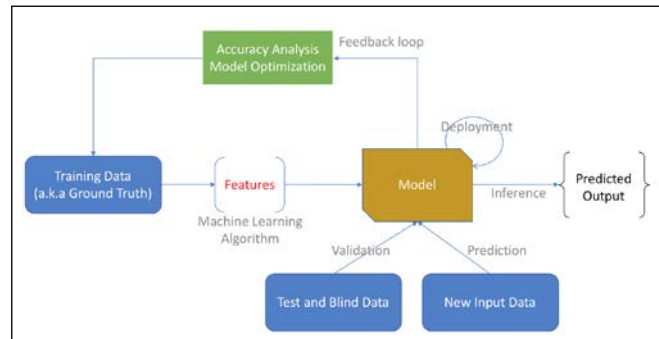 Accuracy Analysis
Model Optimization
Feedback loop
Deployment
Training Data
(a.k.a Ground Truth)
Features
Machine Learning
Algorithm
Model
Inference
Predicted
Output
Validation
Prediction
Test and Blind Data
New Input Data